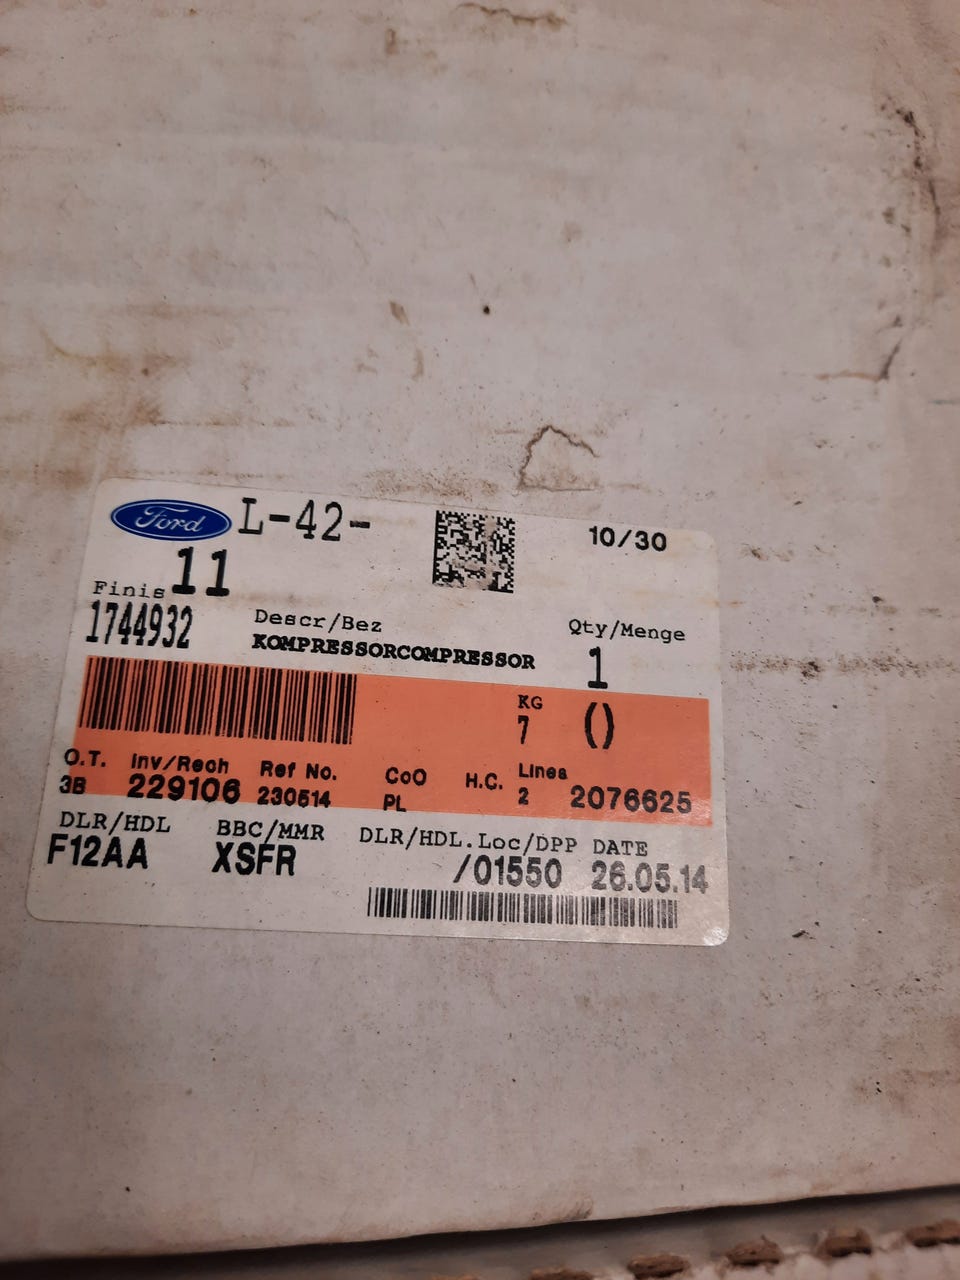 Ford L-42-
10/30
Finis 11
1744932
Descr/Bez
KOMPRESSORCOMPRESSOR
Qty/Menge
1
KG
7 ()
O.T. Inv/Rech Ref No. CoO H.C. Lines
3B 229106 230514 PL 2 2076625
DLR/HDL BBC/MMR DLR/HDL.Loc/DPP DATE
F12AA XSFR /01550 26.05.14